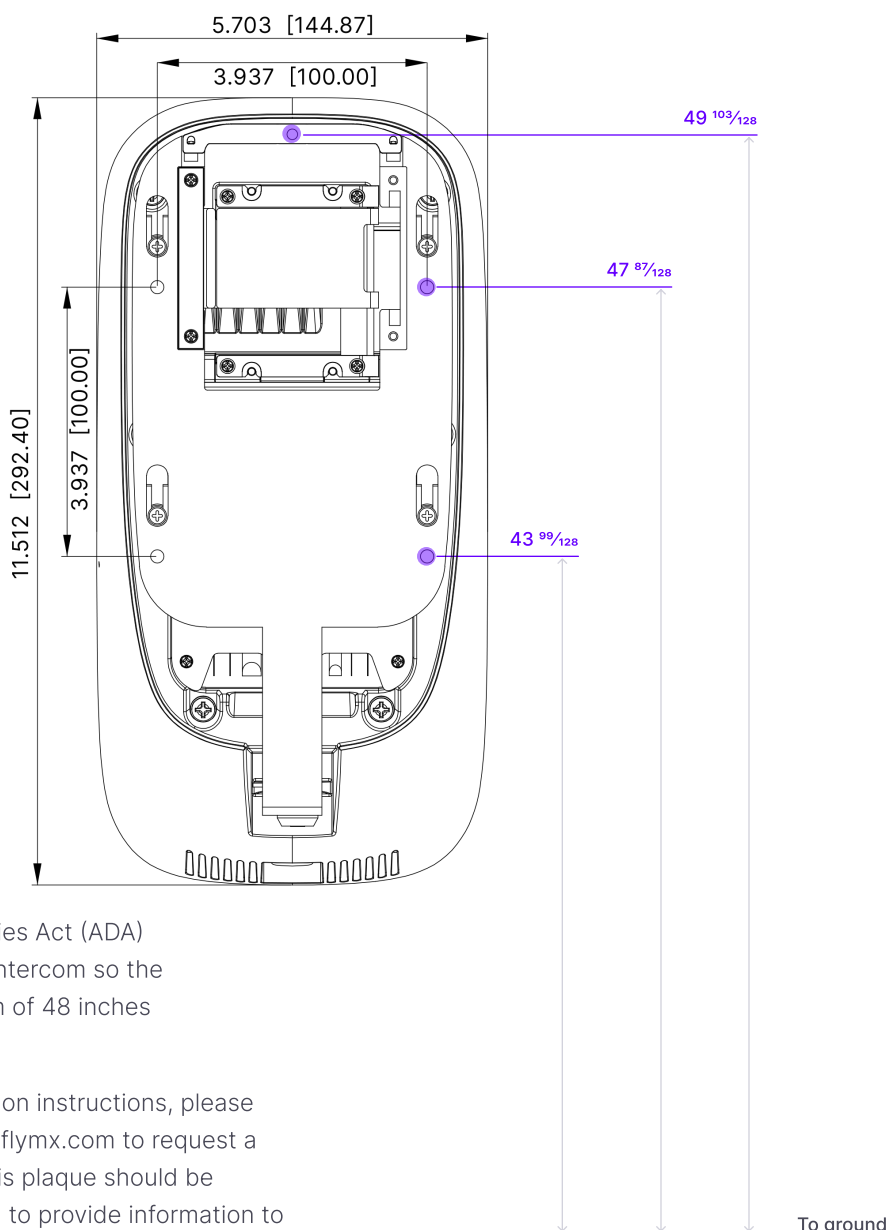 5.703 [144.87]
3.937 [100.00]
49 103/128
47 87/128
3.937 [100.00]
11.512 [292.40]
43 99/128
ies Act (ADA)
ntercom so the
of 48 inches
on instructions, please
flymx.com to request a
is plaque should be
to provide information to
To ground